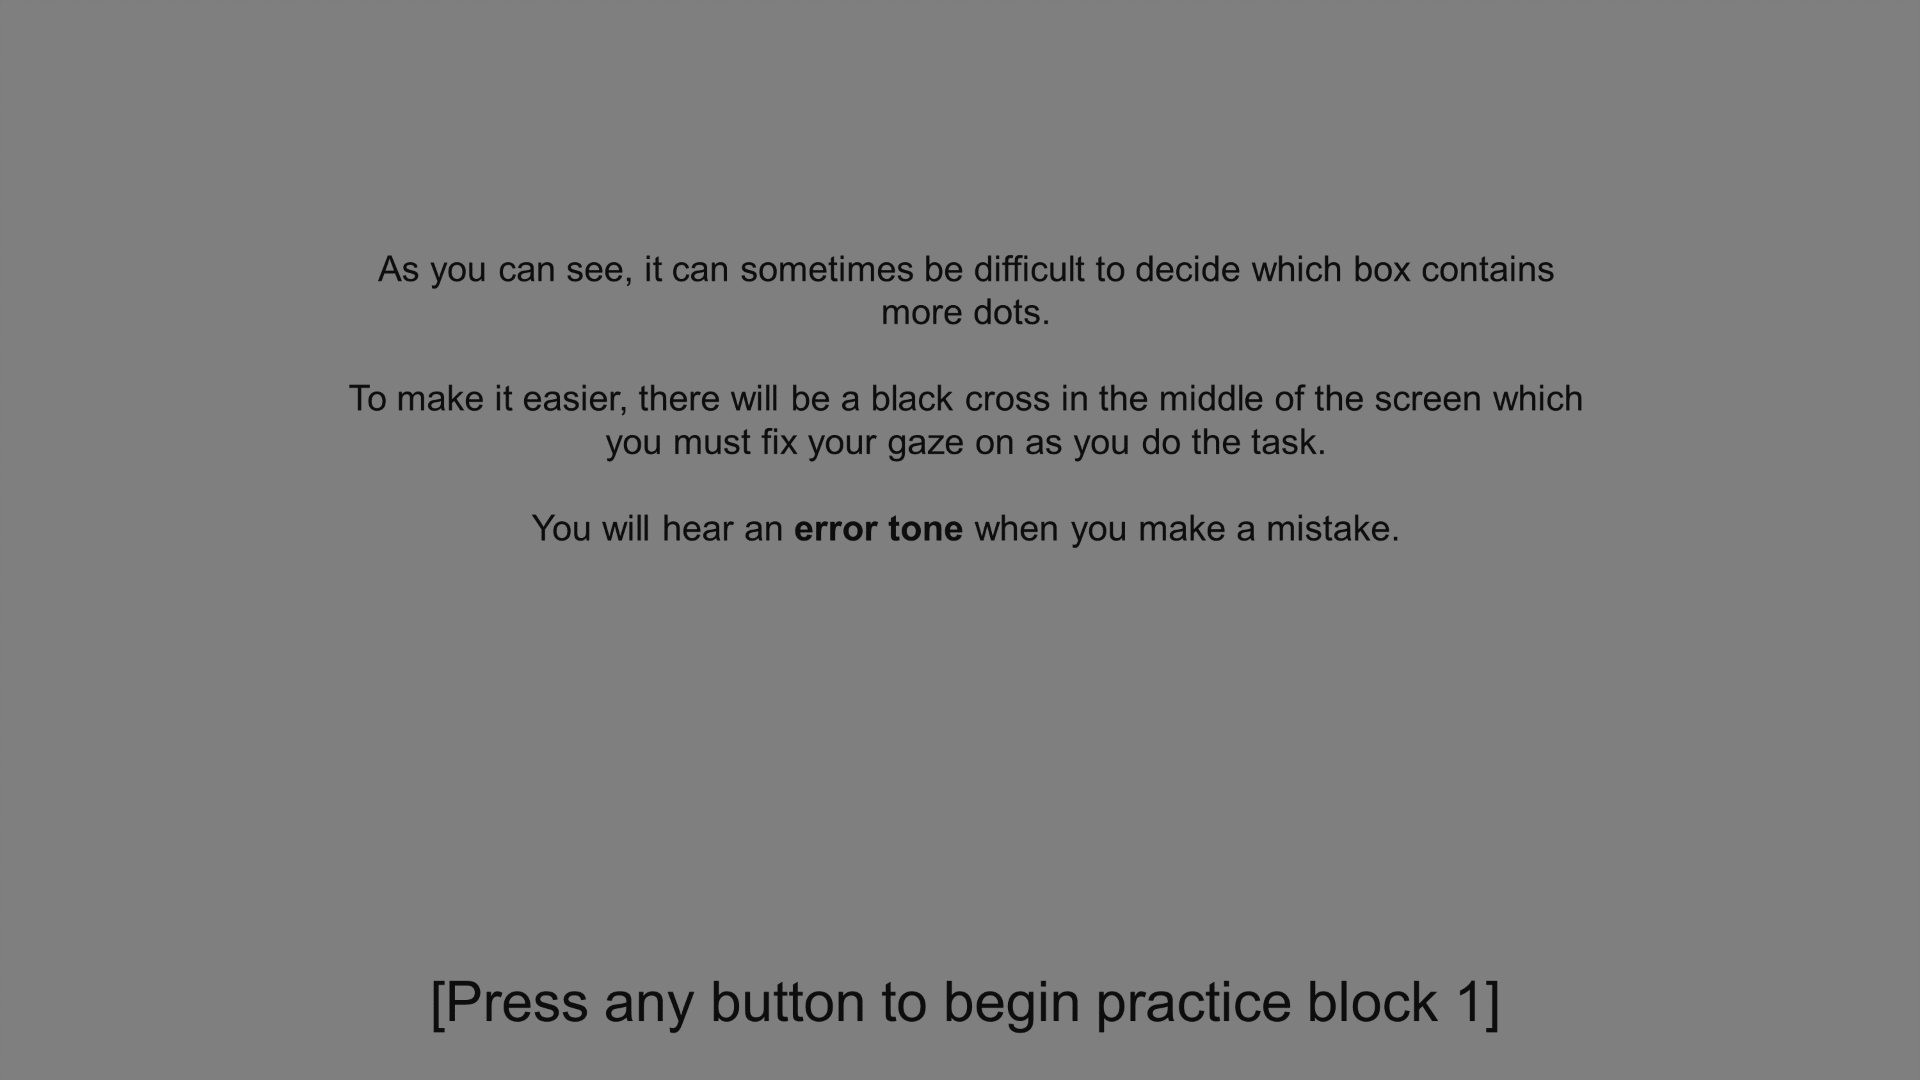 As you can see, it can sometimes be difficult to decide which box contains
more dots.
To make it easier, there will be a black cross in the middle of the screen which
you must fix your gaze on as you do the task.
You will hear an error tone when you make a mistake.
[Press any button to begin practice block 1]